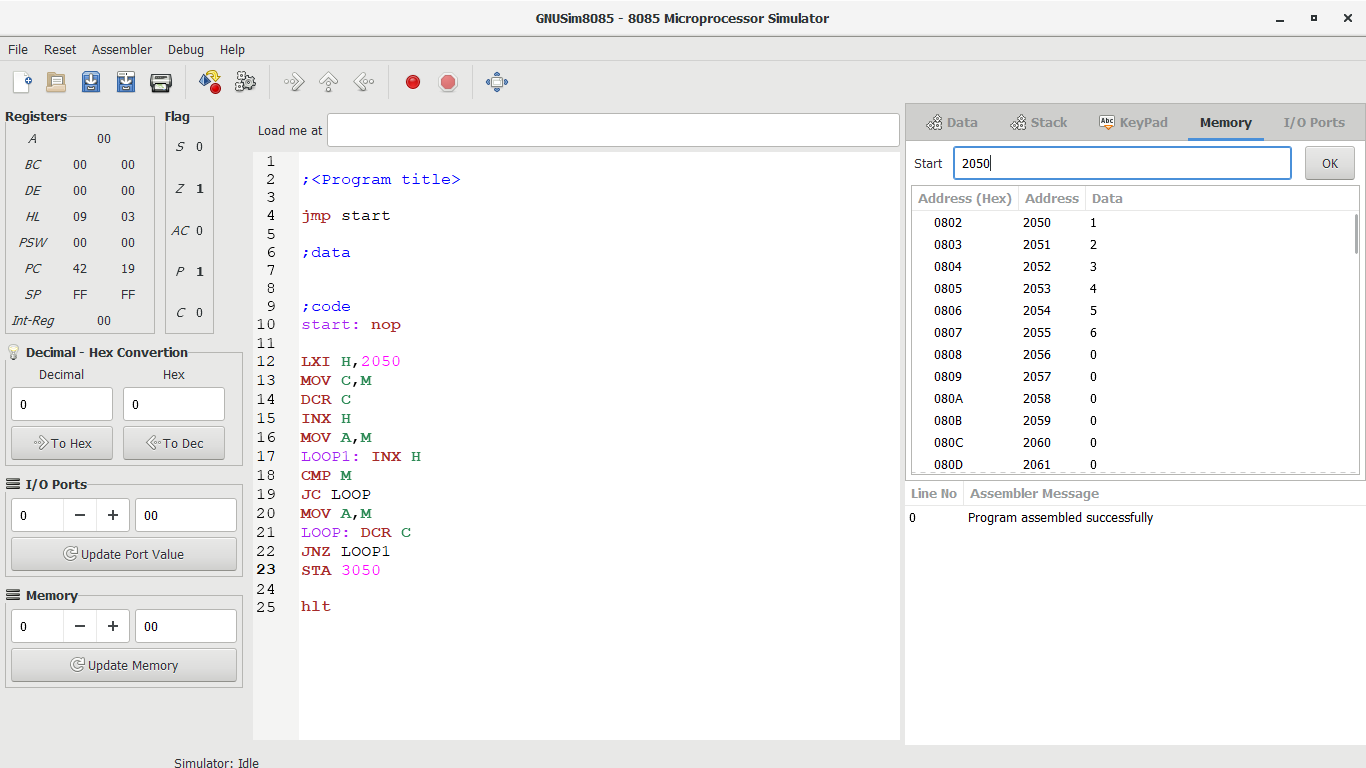 GNUSim8085 - 8085 Microprocessor Simulator
File Reset Assembler Debug Help
Registers
A 00
BC 00 00
DE 00 00
HL 09 03
PSW 00 00
PC 42 19
SP FF FF
Int-Reg 00
Flag
S 0
Z 1
AC 0
P 1
C 0
Decimal - Hex Convertion
Decimal Hex
0 0
To Hex To Dec
I/O Ports
0 − + 00
Update Port Value
Memory
0 − + 00
Update Memory
Load me at
1
2 ;<Program title>
3
4 jmp start
5
6 ;data
7
8
9 ;code
10 start: nop
11
12 LXI H,2050
13 MOV C,M
14 DCR C
15 INX H
16 MOV A,M
17 LOOP1: INX H
18 CMP M
19 JC LOOP
20 MOV A,M
21 LOOP: DCR C
22 JNZ LOOP1
23 STA 3050
24
25 hlt
Data Stack Abc KeyPad Memory I/O Ports
Start 2050 OK
Address (Hex) Address Data
0802 2050 1
0803 2051 2
0804 2052 3
0805 2053 4
0806 2054 5
0807 2055 6
0808 2056 0
0809 2057 0
080A 2058 0
080B 2059 0
080C 2060 0
080D 2061 0
Line No Assembler Message
0 Program assembled successfully
Simulator: Idle